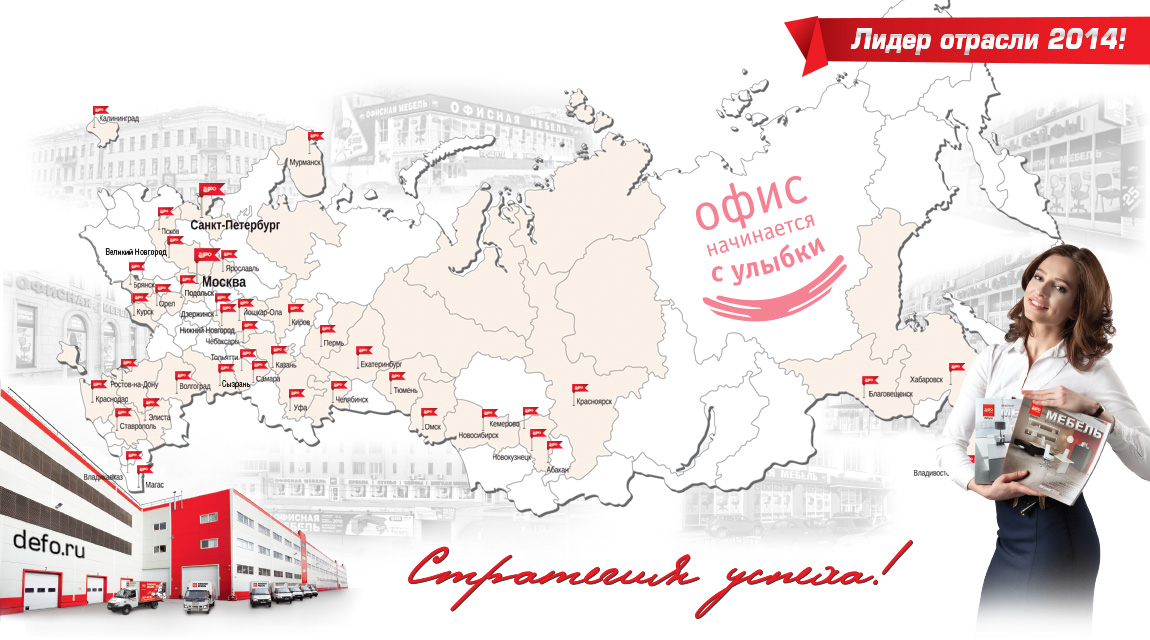 Лидер отрасли 2014!
Калининград
ОФИСНАЯ МЕБЕЛЬ
Мурманск
офис
начинается
с улыбки
Псков
Санкт-Петербург
Великий Новгород
Ярославль
Брянск
Москва
Подольск
Орел
Курск
Дзержинск
Йошкар-Ола
Киров
Нижний Новгород
Чебоксары
Пермь
Тольятти
Казань
Екатеринбург
Ростов-на-Дону
Волгоград
Сызрань
Самара
Тюмень
Хабаровск
Краснодар
Челябинск
Красноярск
Благовещенск
Элиста
Уфа
Ставрополь
Омск
Кемерово
Новосибирск
МЕБЕЛЬ
Новокузнецк
Абакан
Владикавказ
Магас
Владивосто
defo.ru
Стратегия успеха!